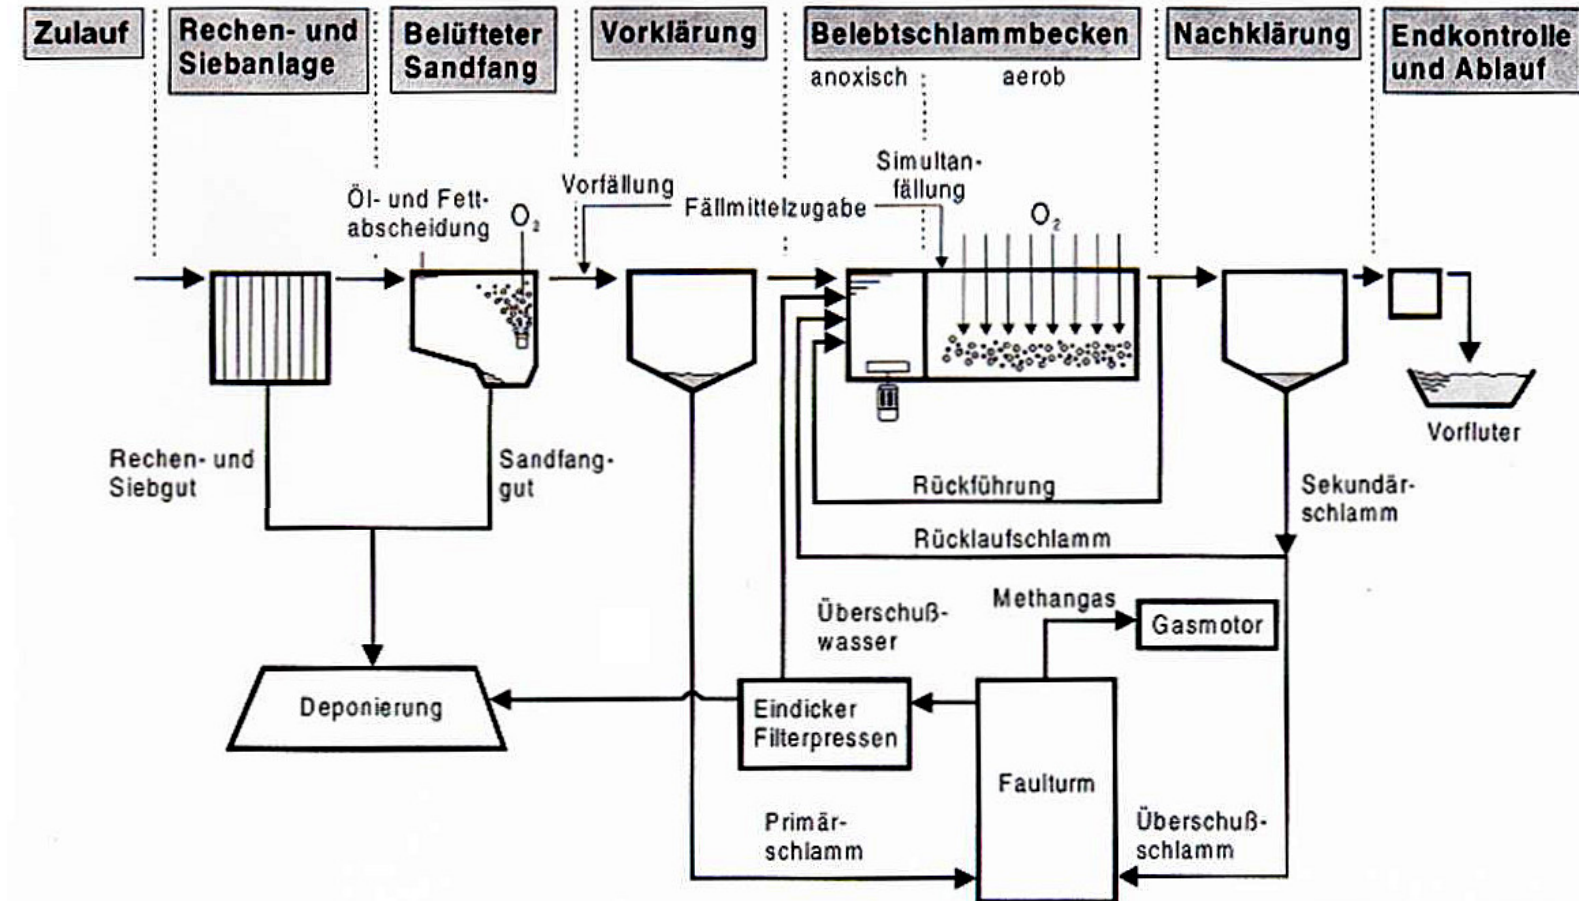 Zulauf
Rechen- und
Siebanlage
Belüfteter
Sandfang
Vorklärung
Belebtschlammbecken
anoxisch
aerob
Nachklärung
Endkontrolle
und Ablauf
Öl- und Fett-
abscheidung
O2
Vorfällung
Fällmittelzugabe
Simultan-
fällung
O2
Rechen- und
Siebgut
Sandfang-
gut
Vorfluter
Rückführung
Sekundär-
schlamm
Rücklaufschlamm
Überschuß-
wasser
Methangas
Gasmotor
Deponierung
Eindicker
Filterpressen
Faulturm
Primär-
schlamm
Überschuß-
schlamm